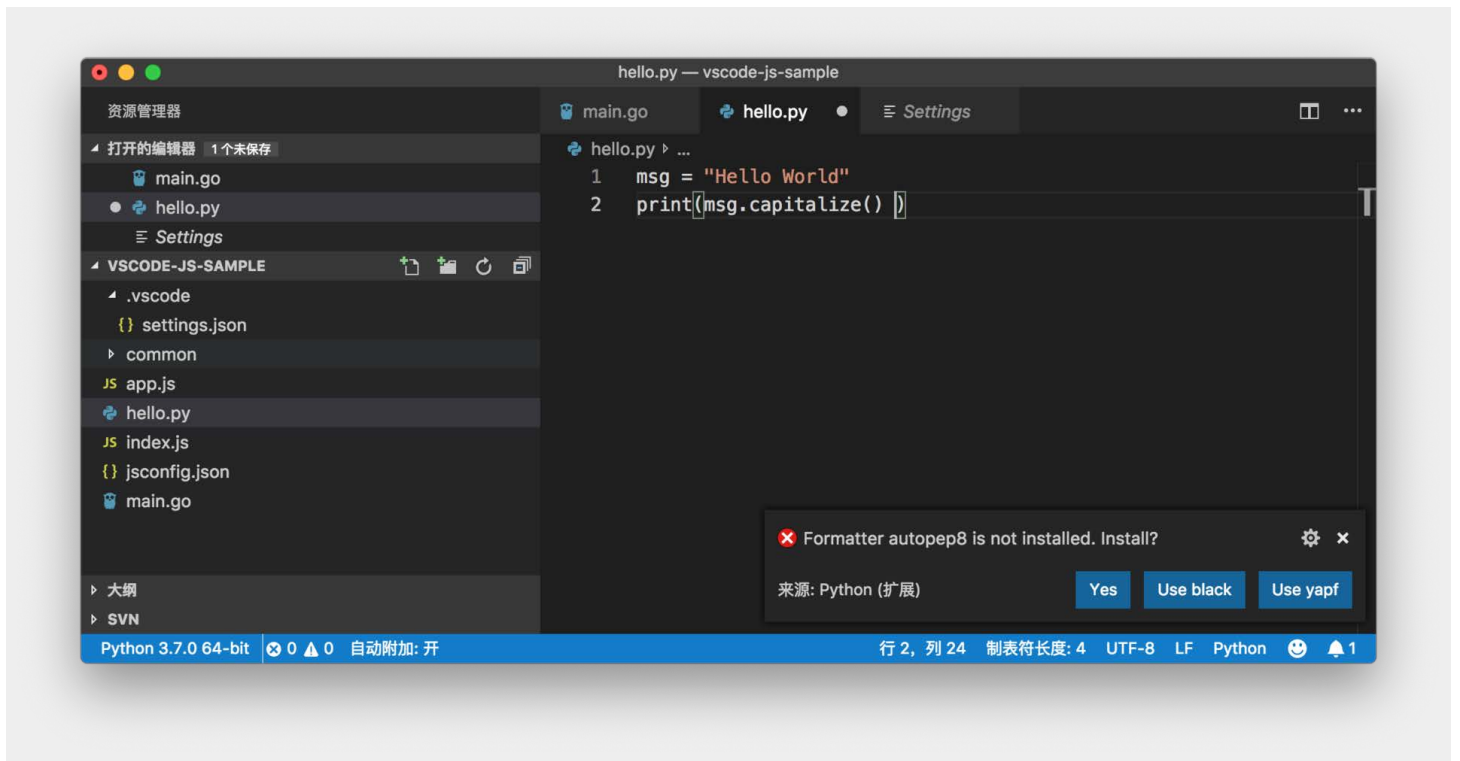 hello.py — vscode-js-sample
资源管理器
main.go
hello.py
Settings
打开的编辑器 1 个未保存
main.go
hello.py
Settings
VSCODE-JS-SAMPLE
.vscode
{} settings.json
common
JS app.js
hello.py
JS index.js
{} jsconfig.json
main.go
大纲
SVN
hello.py ...
1 msg = "Hello World"
2 print(msg.capitalize() )
Formatter autopep8 is not installed. Install?
来源: Python (扩展)
Yes
Use black
Use yapf
Python 3.7.0 64-bit 0 0 自动附加: 开 行 2，列 24 制表符长度: 4 UTF-8 LF Python 1